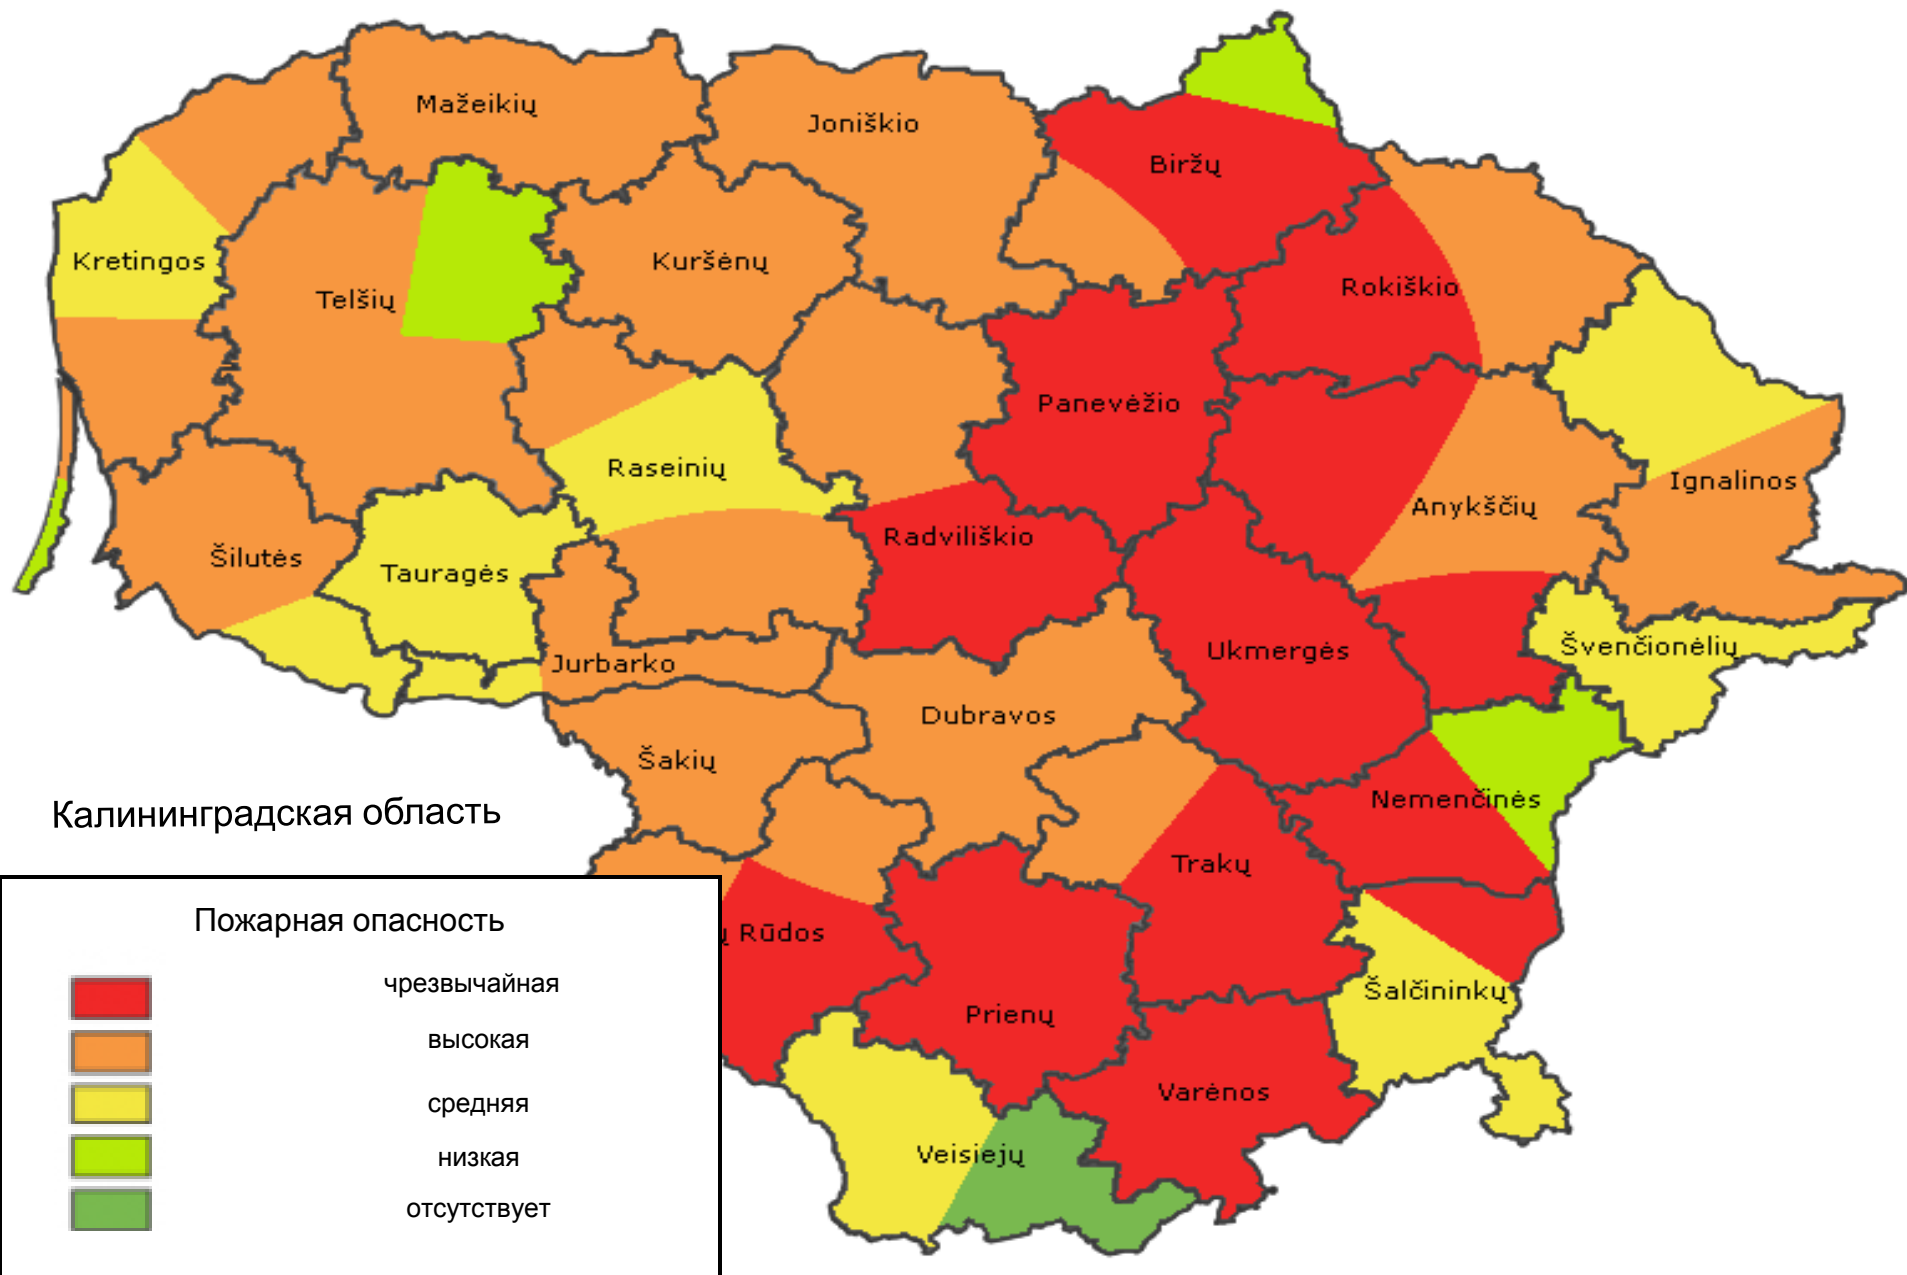 Mažeikių
Joniškio
Biržų
Kretingos
Telšių
Kuršėnų
Rokiškio
Panevėžio
Raseinių
Ignalinos
Anykščių
Radviliškio
Šilutės
Tauragės
Ukmergės
Švenčionėlių
Jurbarko
Dubravos
Šakių
Nemenčinės
Калининградская область
Trakų
ų Rūdos
Šalčininkų
Prienų
Varėnos
Veisiejų
Пожарная опасность
чрезвычайная
высокая
средняя
низкая
отсутствует